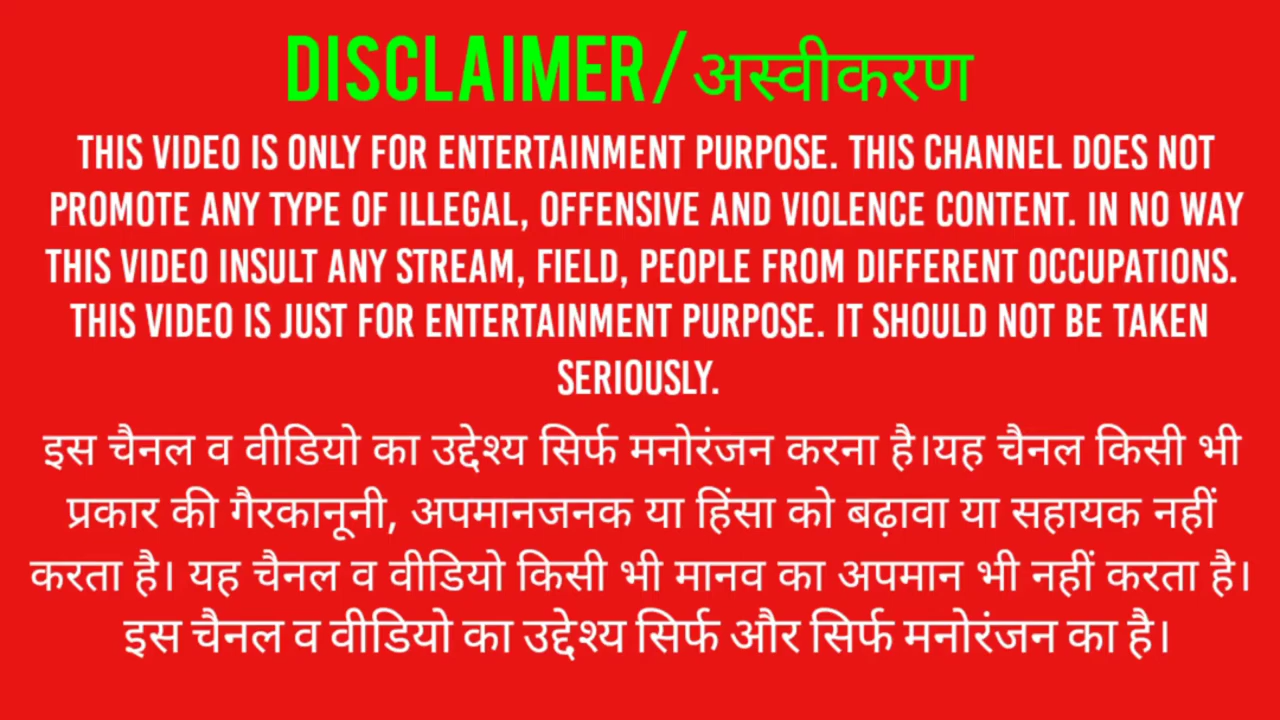 DISCLAIMER/अस्वीकरण
THIS VIDEO IS ONLY FOR ENTERTAINMENT PURPOSE. THIS CHANNEL DOES NOT
PROMOTE ANY TYPE OF ILLEGAL, OFFENSIVE AND VIOLENCE CONTENT. IN NO WAY
THIS VIDEO INSULT ANY STREAM, FIELD, PEOPLE FROM DIFFERENT OCCUPATIONS.
THIS VIDEO IS JUST FOR ENTERTAINMENT PURPOSE. IT SHOULD NOT BE TAKEN
SERIOUSLY.
इस चैनल व वीडियो का उद्देश्य सिर्फ मनोरंजन करना है।यह चैनल किसी भी
प्रकार की गैरकानूनी, अपमानजनक या हिंसा को बढ़ावा या सहायक नहीं
करता है। यह चैनल व वीडियो किसी भी मानव का अपमान भी नहीं करता है।
इस चैनल व वीडियो का उद्देश्य सिर्फ और सिर्फ मनोरंजन का है।